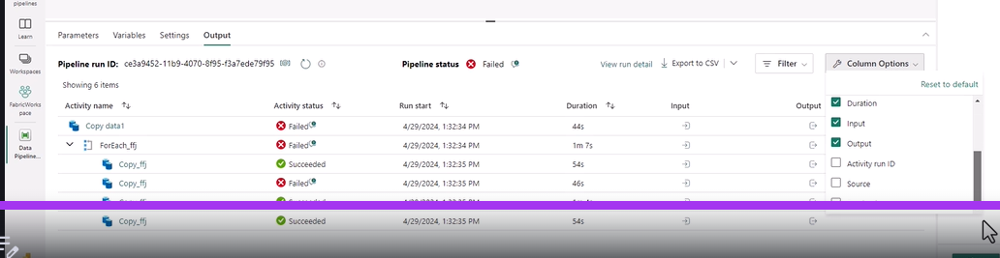 pipelines
Learn
Workspaces
FabricWorks
pace
Data
Pipeline...
Parameters Variables Settings Output
Pipeline run ID: ce3a9452-11b9-4070-8f95-f3a7ede79f95 Pipeline status Failed View run detail Export to CSV Filter Column Options
Showing 6 items Reset to default
Activity name Activity status Run start Duration Input Output
Copy data1 Failed 4/29/2024, 1:32:34 PM 44s
ForEach_ffj Failed 4/29/2024, 1:32:34 PM 1m 7s
Copy_ffj Succeeded 4/29/2024, 1:32:35 PM 54s
Copy_ffj Failed 4/29/2024, 1:32:35 PM 46s
Copy_ffj Succeeded 4/29/2024, 1:32:35 PM 54s
Duration
Input
Output
Activity run ID
Source